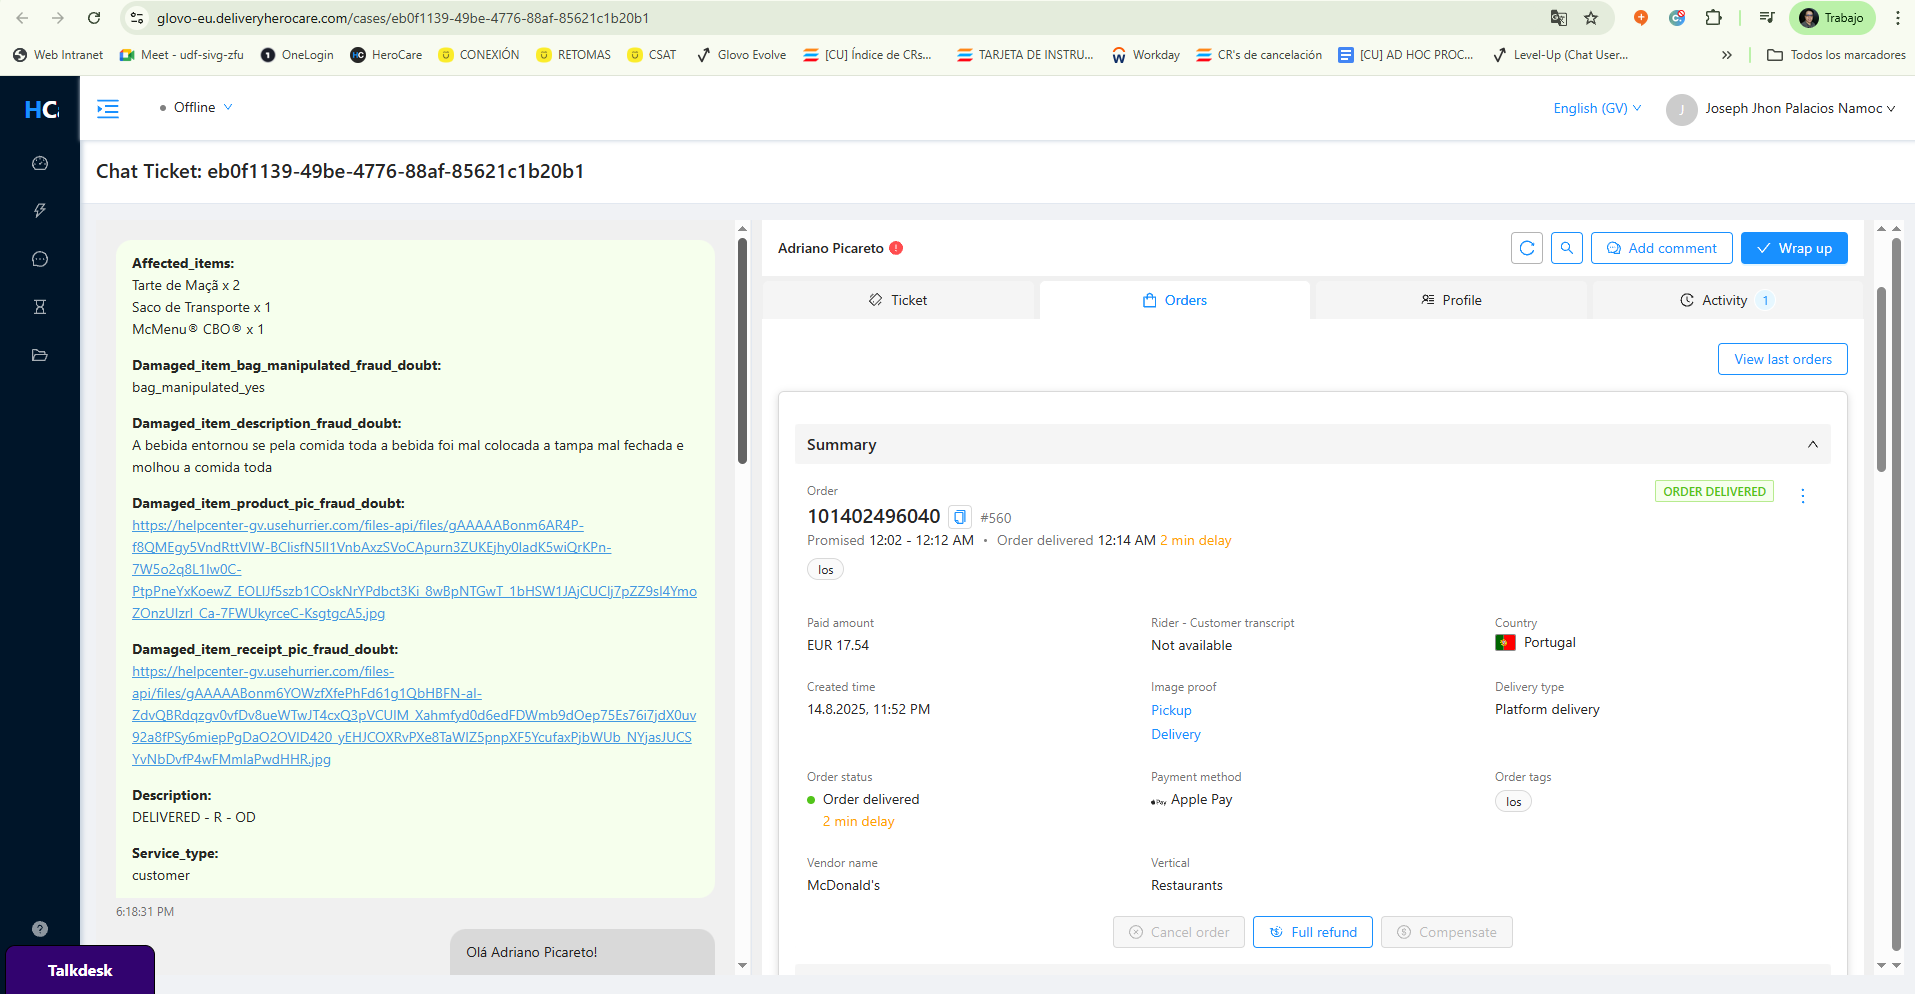 glovo-eu.deliveryherocare.com/cases/eb0f1139-49be-4776-88af-85621c1b20b1
Trabajo
Web Intranet
Meet - udf-sivg-zfu
OneLogin
HeroCare
CONEXIÓN
RETOMAS
CSAT
Glovo Evolve
[CU] Índice de CRs...
TARJETA DE INSTRU...
Workday
CR's de cancelación
[CU] AD HOC PROC...
Level-Up (Chat User...
Todos los marcadores
HC
Offline
English (GV)
J
Joseph Jhon Palacios Namoc
Chat Ticket: eb0f1139-49be-4776-88af-85621c1b20b1
Affected_items:
Tarte de Maçã x 2
Saco de Transporte x 1
McMenu® CBO® x 1
Damaged_item_bag_manipulated_fraud_doubt:
bag_manipulated_yes
Damaged_item_description_fraud_doubt:
A bebida entornou se pela comida toda a bebida foi mal colocada a tampa mal fechada e
molhou a comida toda
Damaged_item_product_pic_fraud_doubt:
https://helpcenter-gv.usehurrier.com/files-api/files/gAAAAABonm6AR4P-
f8QMEgy5VndRttVIW-BClisfN5Il1VnbAxzSVoCApurn3ZUKEjhy0ladK5wiQrKPn-
7W5o2q8L1Iw0C-
PtpPneYxKoewZ_EOLlJf5szb1COskNrYPdbct3Ki_8wBpNTGwT_1bHSW1JAjCUClj7pZZ9sl4Ymo
ZOnzUIzrl_Ca-7FWUkyrceC-KsgtgcA5.jpg
Damaged_item_receipt_pic_fraud_doubt:
https://helpcenter-gv.usehurrier.com/files-
api/files/gAAAAABonm6YOWzfXfePhFd61g1QbHBFN-al-
ZdvQBRdqzgv0vfDv8ueWTwJT4cxQ3pVCUIM_Xahmfyd0d6edFDWmb9dOep75Es76i7jdX0uv
92a8fPSy6miepPgDaO2OVID420_yEHJCOXRvPXe8TaWIZ5pnpXF5YcufaxPjbWUb_NYjasJUCS
YvNbDvfP4wFMmlaPwdHHR.jpg
Description:
DELIVERED - R - OD
Service_type:
customer
6:18:31 PM
Olá Adriano Picareto!
Talkdesk
Adriano Picareto
Add comment
Wrap up
Ticket
Orders
Profile
Activity 1
View last orders
Summary
Order
ORDER DELIVERED
101402496040 #560
Promised 12:02 - 12:12 AM • Order delivered 12:14 AM 2 min delay
Ios
Paid amount
EUR 17.54
Rider - Customer transcript
Not available
Country
Portugal
Created time
14.8.2025, 11:52 PM
Image proof
Pickup
Delivery
Delivery type
Platform delivery
Order status
Order delivered
2 min delay
Payment method
Apple Pay
Order tags
Ios
Vendor name
McDonald's
Vertical
Restaurants
Cancel order
Full refund
Compensate